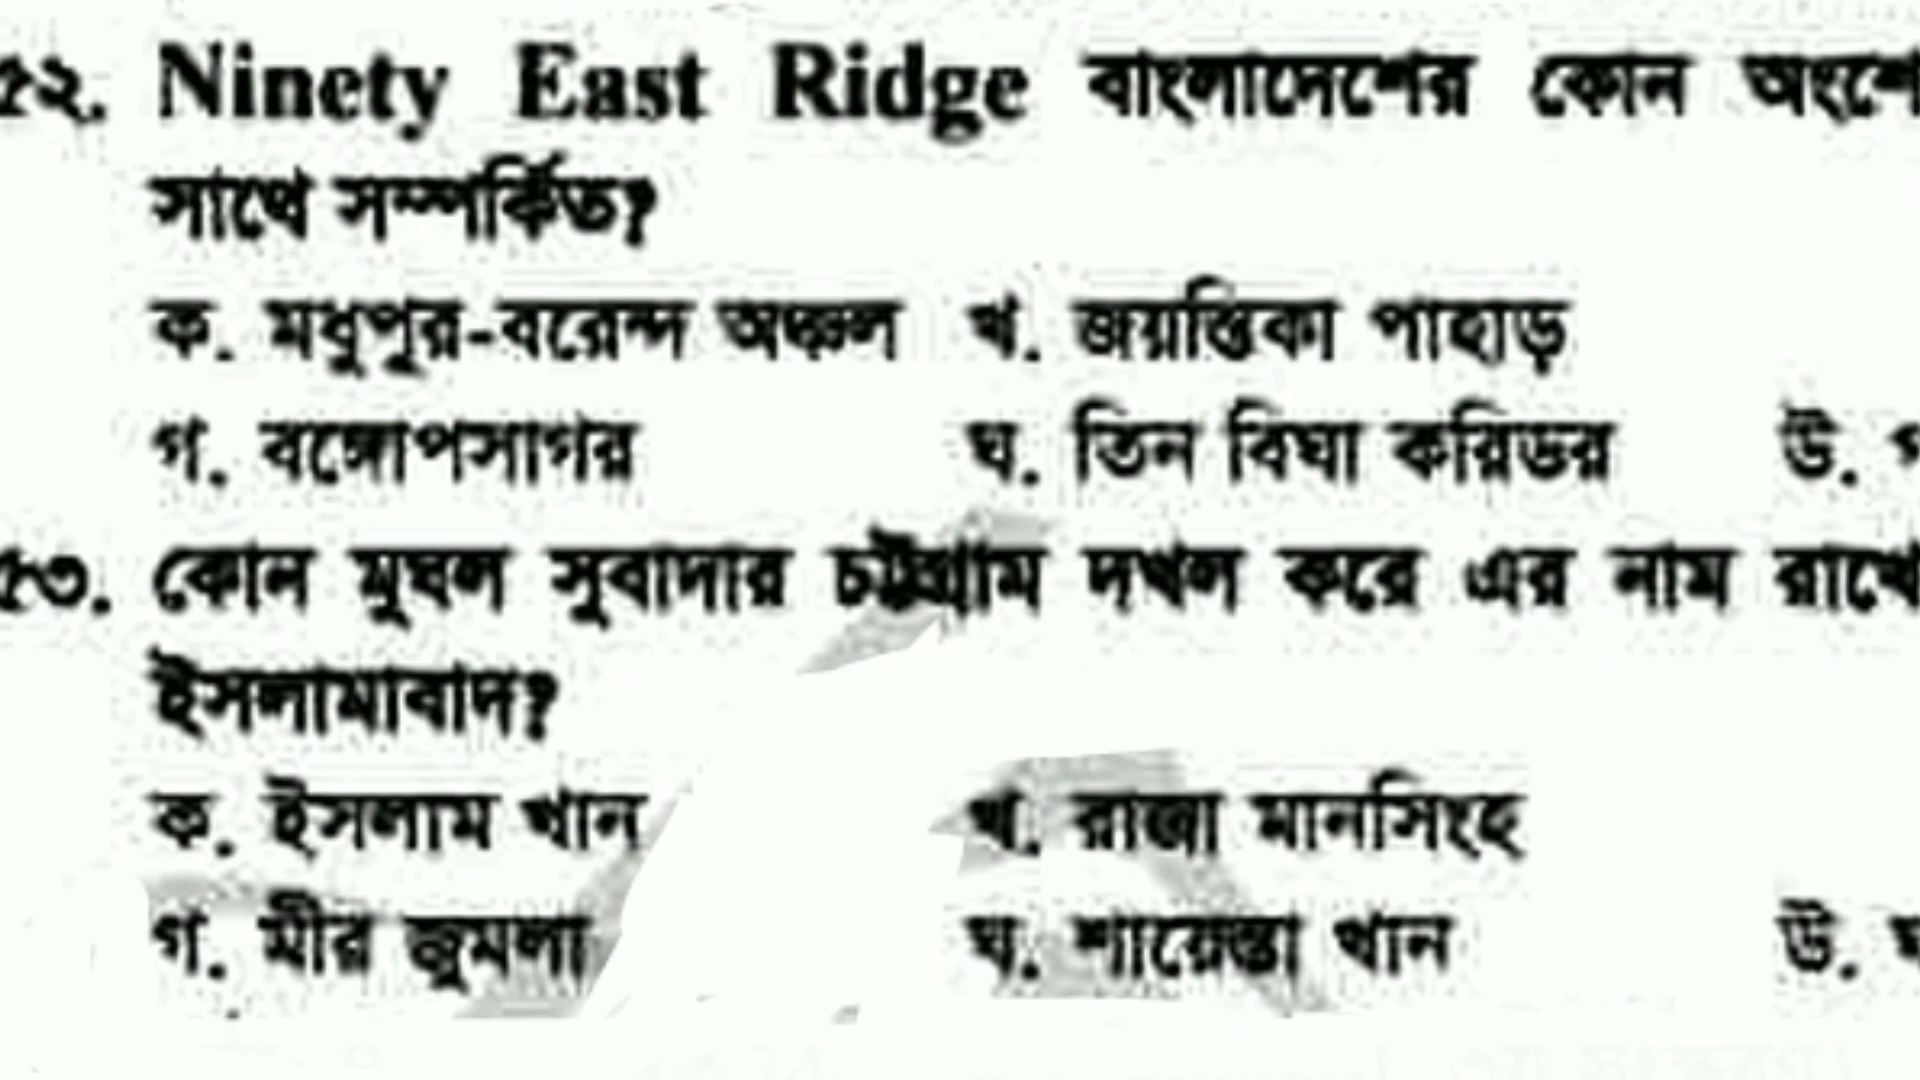 ৫২. Ninety East Ridge বাংলাদেশের কোন অংশে
সাথে সম্পর্কিত?
ক. মধুপুর-বরেন্দ অঞ্চল খ. জয়ন্তিকা পাহাড়
গ. বঙ্গোপসাগর ঘ. তিন বিঘা করিডর উ. গ
৫৩. কোন মুঘল সুবাদার চট্টগ্রাম দখল করে এর নাম রাখে
ইসলামাবাদ?
ক. ইসলাম খান খ. রাজা মানসিংহ
গ. মীর জুমলা ঘ. শায়েস্তা খান উ. ঘ